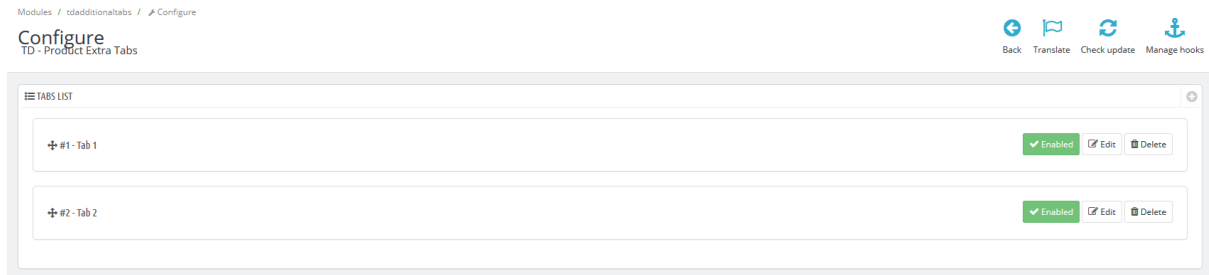 Modules / tdadditionaltabs / Configure
Configure
TD - Product Extra Tabs
Back Translate Check update Manage hooks
TABS LIST
#1 - Tab 1 Enabled Edit Delete
#2 - Tab 2 Enabled Edit Delete